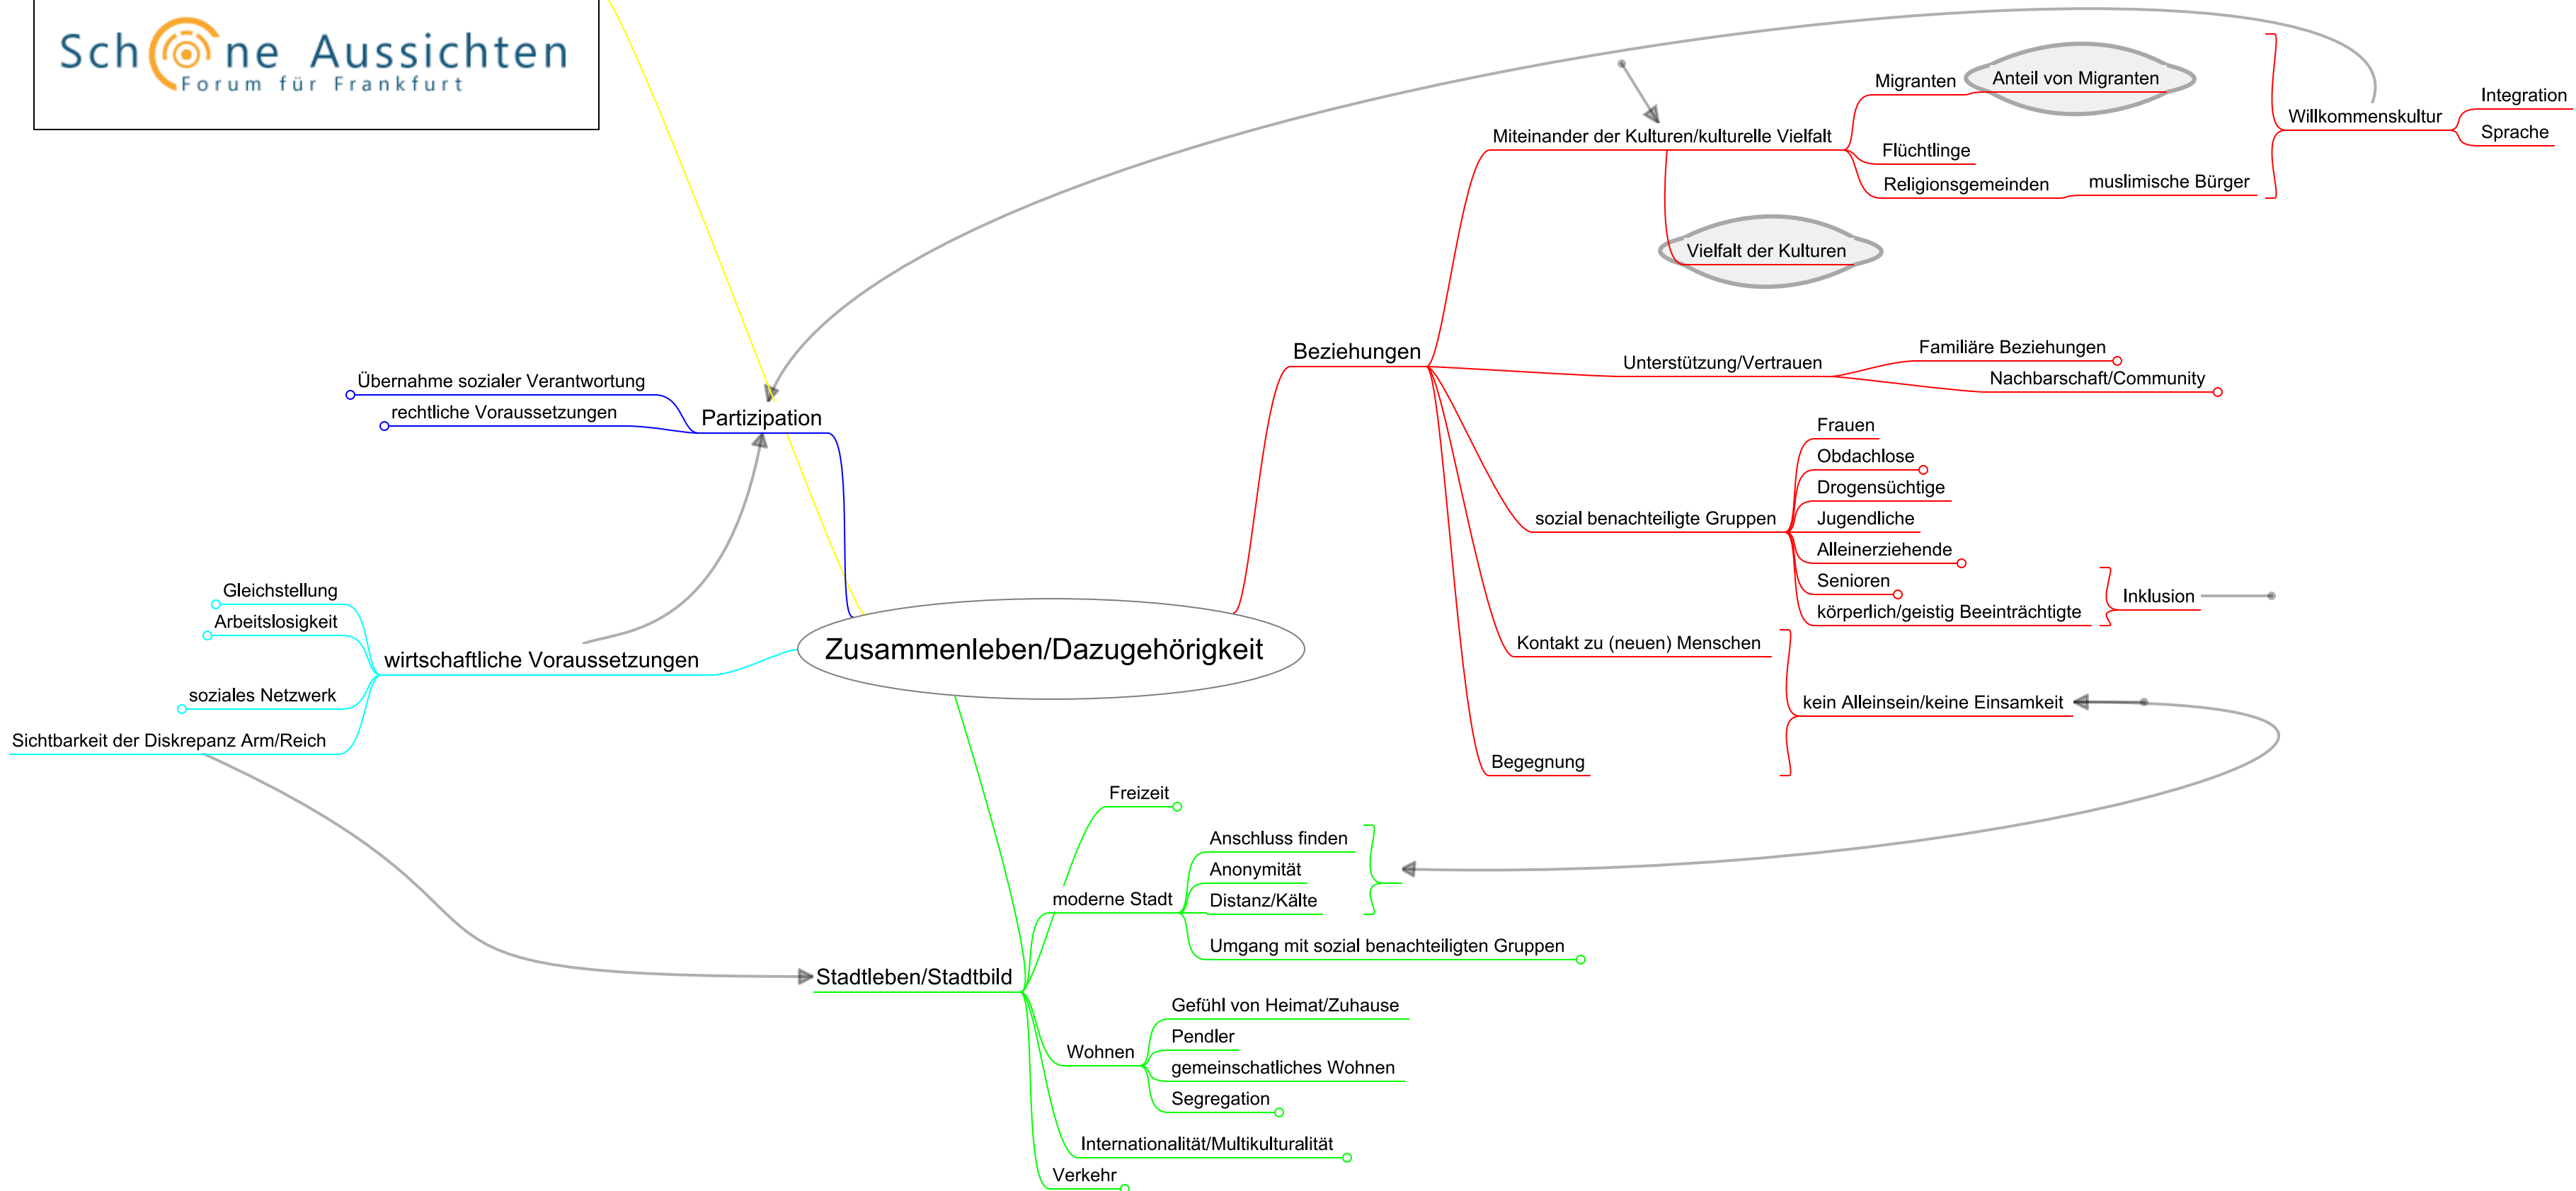 Schöne Aussichten
Forum für Frankfurt
Zusammenleben/Dazugehörigkeit
Partizipation
Übernahme sozialer Verantwortung
rechtliche Voraussetzungen
wirtschaftliche Voraussetzungen
Gleichstellung
Arbeitslosigkeit
soziales Netzwerk
Sichtbarkeit der Diskrepanz Arm/Reich
Beziehungen
Miteinander der Kulturen/kulturelle Vielfalt
Migranten
Anteil von Migranten
Flüchtlinge
Religionsgemeinden
muslimische Bürger
Willkommenskultur
Integration
Sprache
Vielfalt der Kulturen
Unterstützung/Vertrauen
Familiäre Beziehungen
Nachbarschaft/Community
sozial benachteiligte Gruppen
Frauen
Obdachlose
Drogensüchtige
Jugendliche
Alleinerziehende
Senioren
körperlich/geistig Beeinträchtigte
Inklusion
Kontakt zu (neuen) Menschen
Begegnung
kein Alleinsein/keine Einsamkeit
Stadtleben/Stadtbild
Freizeit
moderne Stadt
Anschluss finden
Anonymität
Distanz/Kälte
Umgang mit sozial benachteiligten Gruppen
Wohnen
Gefühl von Heimat/Zuhause
Pendler
gemeinschatliches Wohnen
Segregation
Internationalität/Multikulturalität
Verkehr